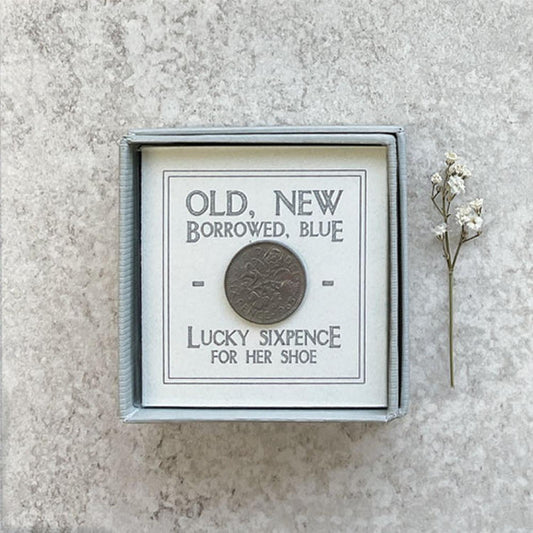 OLD, NEW
BORROWED, BLUE
LUCKY SIXPENCE
FOR HER SHOE